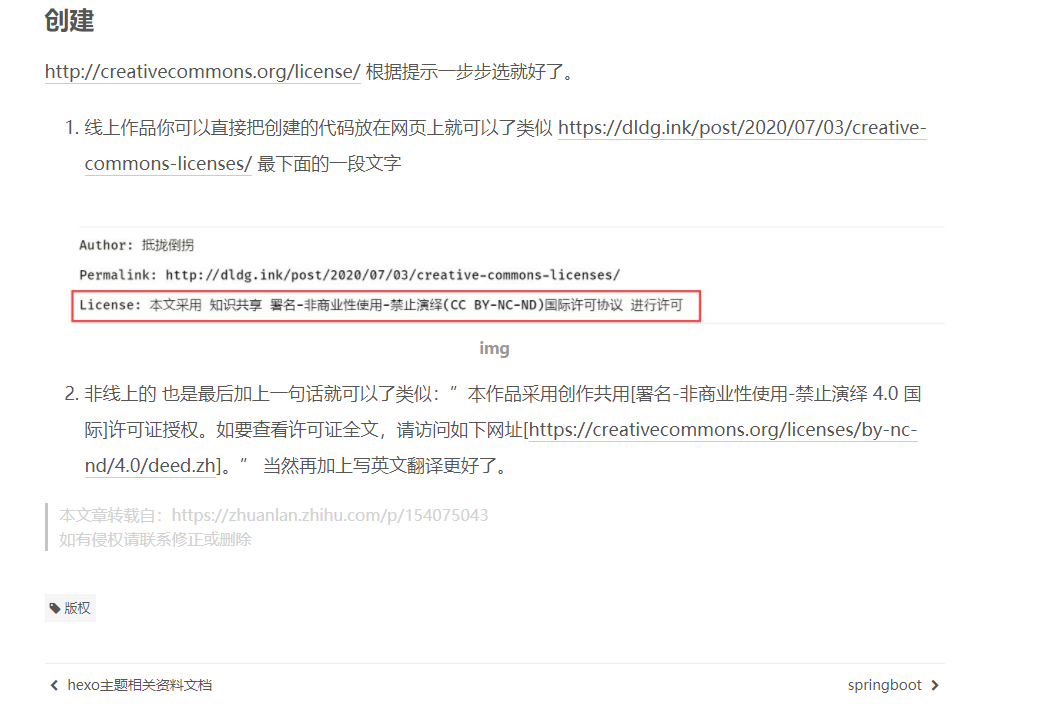 创建
http://creativecommons.org/license/ 根据提示一步步选就好了。
1. 线上作品你可以直接把创建的代码放在网页上就可以了类似 https://dldg.ink/post/2020/07/03/creative-
commons-licenses/ 最下面的一段文字
Author: 抵拢倒拐
Permalink: http://dldg.ink/post/2020/07/03/creative-commons-licenses/
License: 本文采用 知识共享 署名-非商业性使用-禁止演绎(CC BY-NC-ND)国际许可协议 进行许可
img
2. 非线上的 也是最后加上一句话就可以了类似：”本作品采用创作共用[署名-非商业性使用-禁止演绎 4.0 国
际]许可证授权。如要查看许可证全文，请访问如下网址[https://creativecommons.org/licenses/by-nc-
nd/4.0/deed.zh]。” 当然再加上写英文翻译更好了。
本文章转载自：https://zhuanlan.zhihu.com/p/154075043
如有侵权请联系修正或删除
版权
hexo主题相关资料文档
springboot